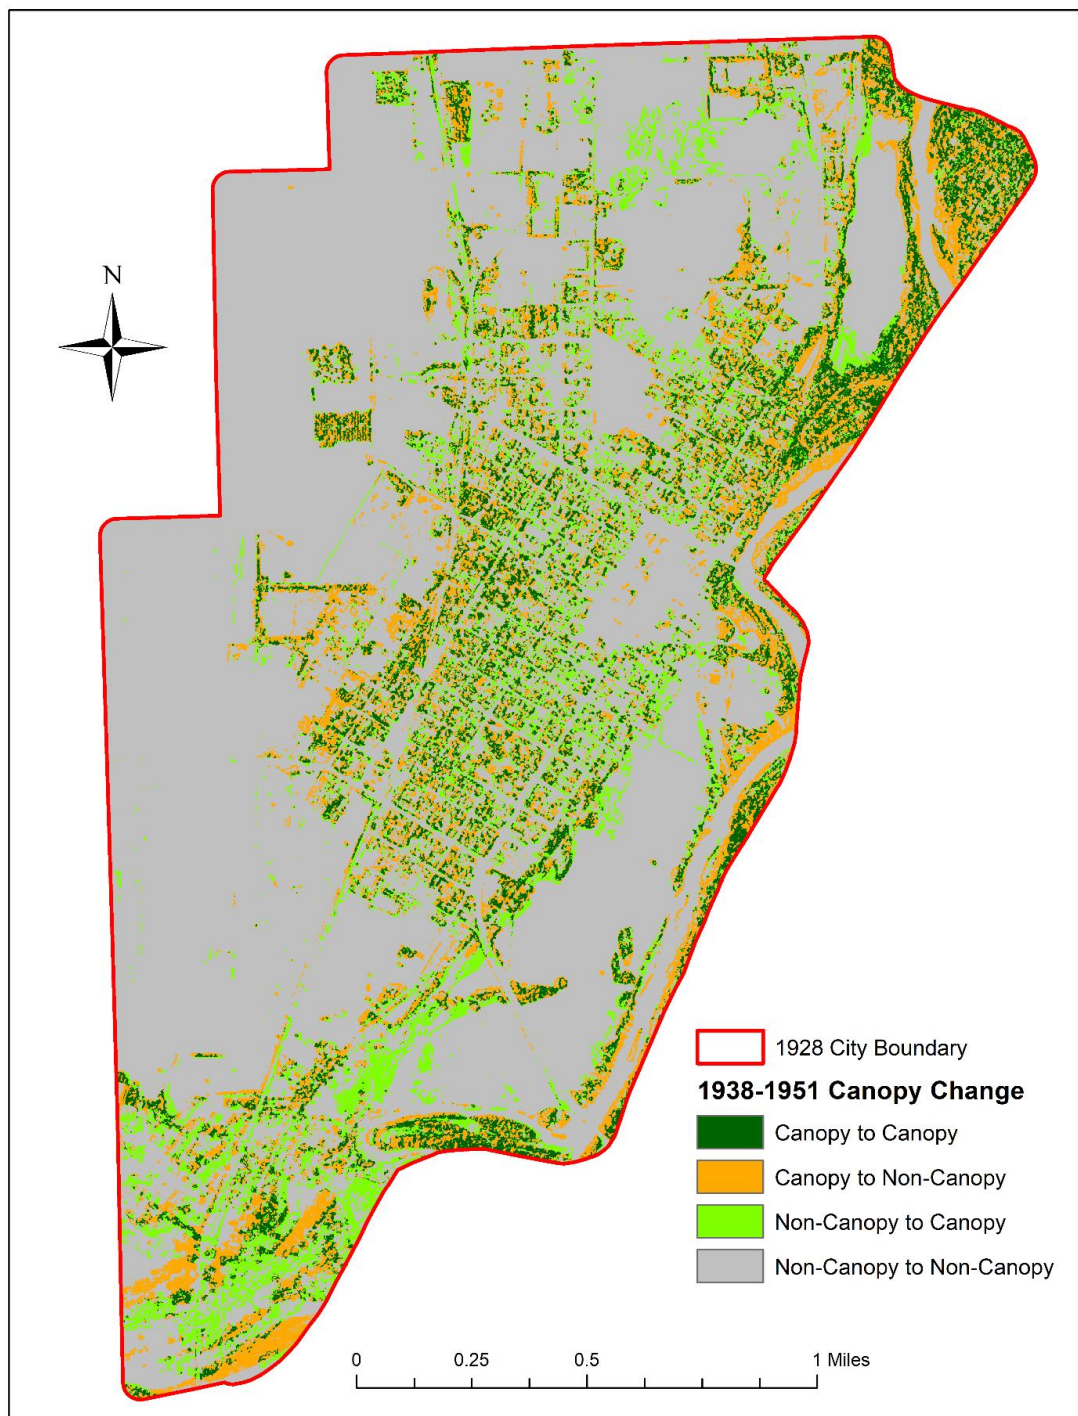 N
1928 City Boundary
1938-1951 Canopy Change
Canopy to Canopy
Canopy to Non-Canopy
Non-Canopy to Canopy
Non-Canopy to Non-Canopy
0 0.25 0.5 1 Miles